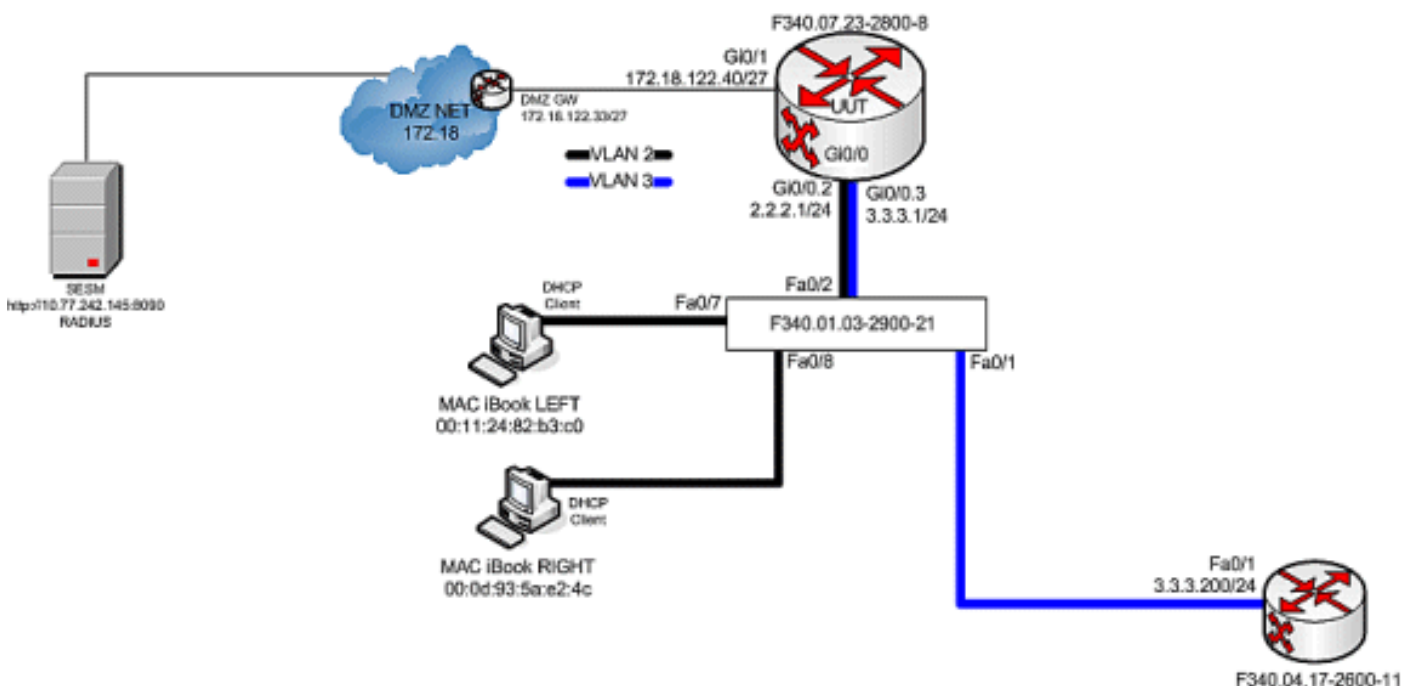 F340.07.23-2800-8
Gi0/1
172.18.122.40/27
DMZ GW
172.18.122.33/27
DMZ NET
172.18
UUT
Gi0/0
VLAN 2
VLAN 3
Gi0/0.2
2.2.2.1/24
Gi0/0.3
3.3.3.1/24
SESM
http://10.77.242.145:8090
RADIUS
DHCP
Client
Fa0/7
Fa0/2
F340.01.03-2900-21
Fa0/8
Fa0/1
MAC iBook LEFT
00:11:24:82:b3:c0
DHCP
Client
MAC iBook RIGHT
00:0d:93:5a:e2:4c
Fa0/1
3.3.3.200/24
F340.04.17-2600-11